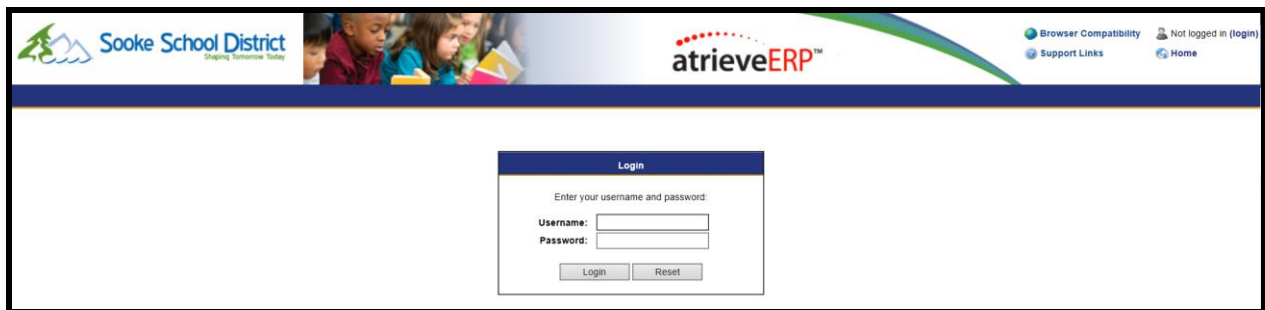 Sooke School District
Shaping Tomorrow Today
atrieveERP™
Browser Compatibility
Not logged in (login)
Support Links
Home
Login
Enter your username and password:
Username:
Password:
Login Reset